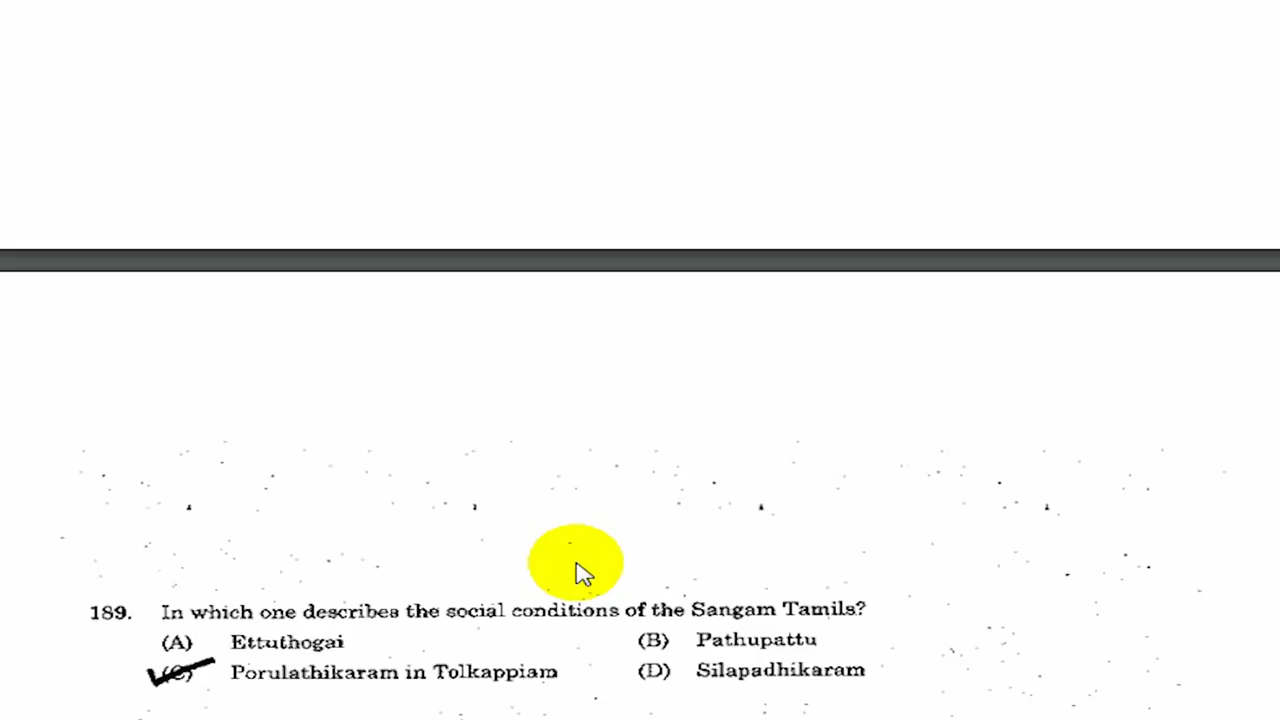 189. In which one describes the social conditions of the Sangam Tamils?
(A) Ettuthogai (B) Pathupattu
(C) Porulathikaram in Tolkappiam (D) Silapadhikaram